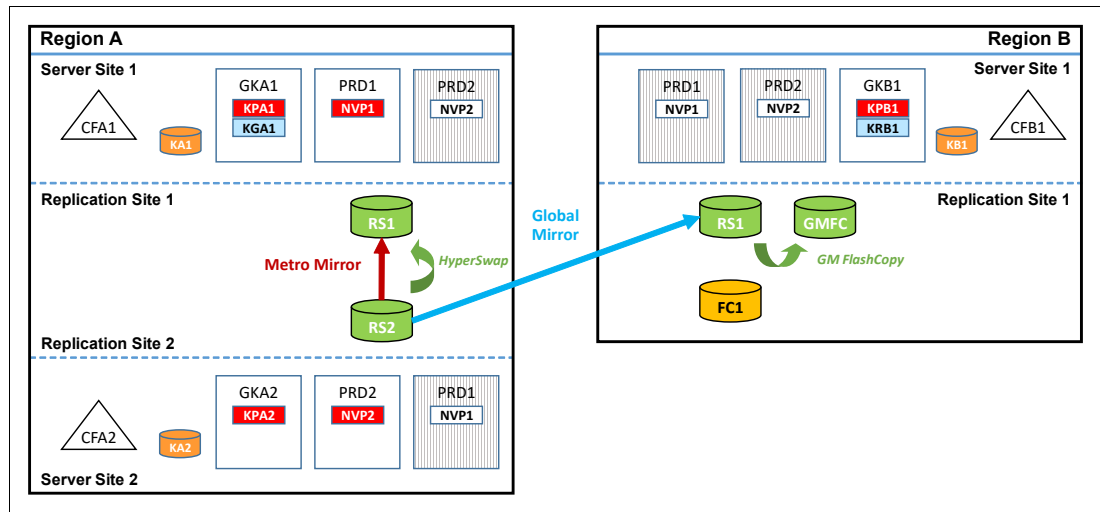 Region A
Server Site 1
CFA1
KA1
GKA1
KPA1
KGA1
PRD1
NVP1
PRD2
NVP2
Replication Site 1
RS1
Metro Mirror
HyperSwap
RS2
Replication Site 2
CFA2
KA2
GKA2
KPA2
PRD2
NVP2
PRD1
NVP1
Server Site 2
Global
Mirror
Region B
Server Site 1
PRD1
NVP1
PRD2
NVP2
GKB1
KPB1
KRB1
KB1
CFB1
Replication Site 1
RS1
GMFC
GM FlashCopy
FC1